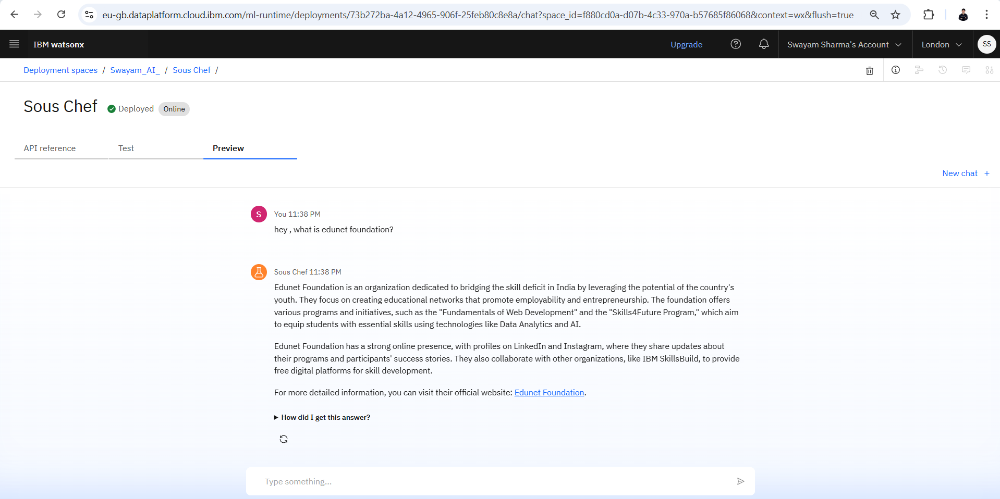 eu-gb.dataplatform.cloud.ibm.com/ml-runtime/deployments/73b272ba-4a12-4965-906f-25feb80c8e8a/chat?space_id=f880cd0a-d07b-4c33-970a-b57685f86068&context=wx&flush=true
IBM watsonx Upgrade Swayam Sharma's Account London SS
Deployment spaces / Swayam_AI_ / Sous Chef /
Sous Chef Deployed Online
API reference Test Preview
New chat +
S You 11:38 PM
hey , what is edunet foundation?
Sous Chef 11:38 PM
Edunet Foundation is an organization dedicated to bridging the skill deficit in India by leveraging the potential of the country's
youth. They focus on creating educational networks that promote employability and entrepreneurship. The foundation offers
various programs and initiatives, such as the "Fundamentals of Web Development" and the "Skills4Future Program," which aim
to equip students with essential skills using technologies like Data Analytics and AI.
Edunet Foundation has a strong online presence, with profiles on LinkedIn and Instagram, where they share updates about
their programs and participants' success stories. They also collaborate with other organizations, like IBM SkillsBuild, to provide
free digital platforms for skill development.
For more detailed information, you can visit their official website: Edunet Foundation.
How did I get this answer?
Type something...